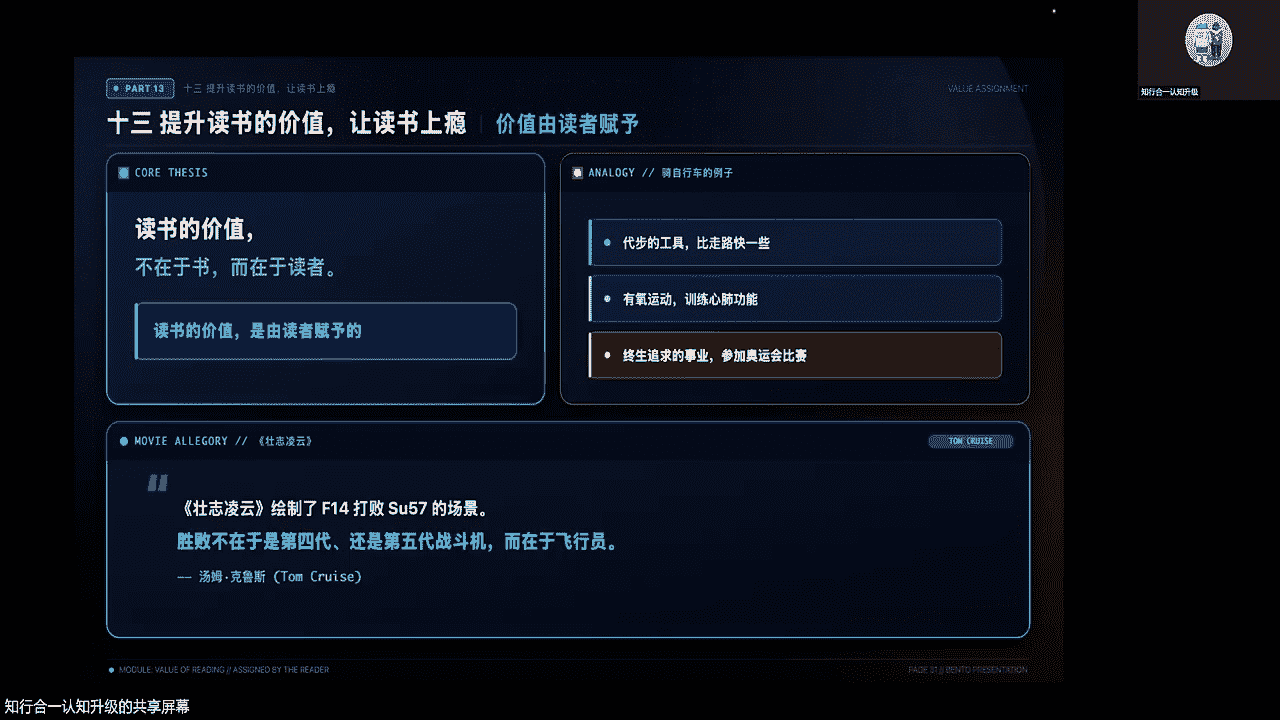 PART 13
十三 提升读书的价值，让读书上瘾
VALUE ASSIGNMENT
知行合一认知升级
十三 提升读书的价值，让读书上瘾 | 价值由读者赋予
CORE THESIS
读书的价值，
不在于书，而在于读者。
读书的价值，是由读者赋予的
ANALOGY // 骑自行车的例子
代步的工具，比走路快一些
有氧运动，训练心肺功能
终生追求的事业，参加奥运会比赛
MOVIE ALLEGORY // 《壮志凌云》
TOM CRUISE
《壮志凌云》绘制了 F14 打败 Su57 的场景。
胜败不在于是第四代、还是第五代战斗机，而在于飞行员。
—— 汤姆·克鲁斯 (Tom Cruise)
MODULE: VALUE OF READING // ASSIGNED BY THE READER
PAGE 31 // BENTO PRESENTATION
知行合一认知升级的共享屏幕